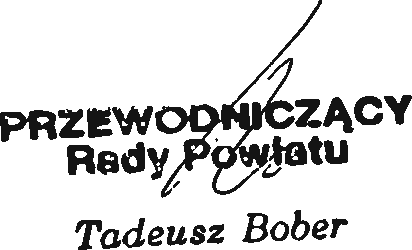 PRZEWODNICZĄCY
Rady Powiatu
Tadeusz Bober